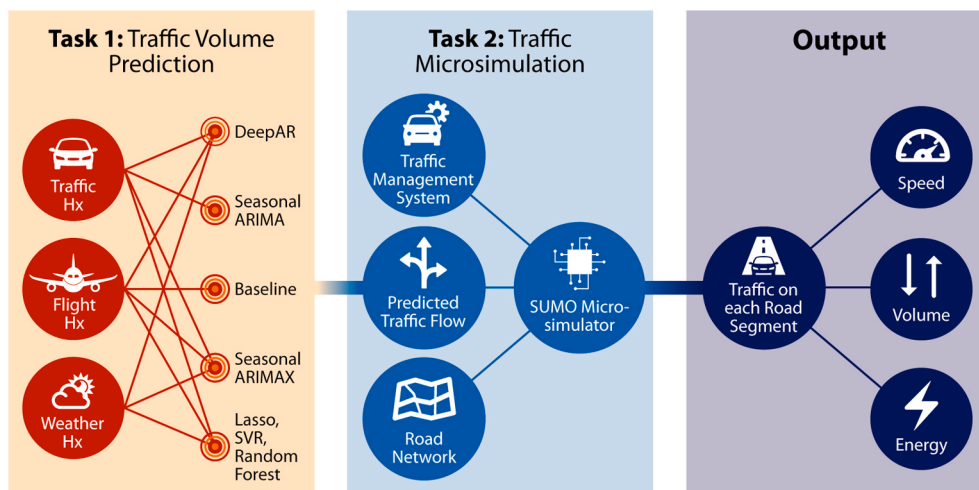 Task 1: Traffic Volume
Prediction
Traffic
Hx
Flight
Hx
Weather
Hx
DeepAR
Seasonal
ARIMA
Baseline
Seasonal
ARIMAX
Lasso,
SVR,
Random
Forest
Task 2: Traffic
Microsimulation
Traffic
Management
System
Predicted
Traffic Flow
Road
Network
SUMO Micro-
simulator
Output
Traffic on
each Road
Segment
Speed
Volume
Energy